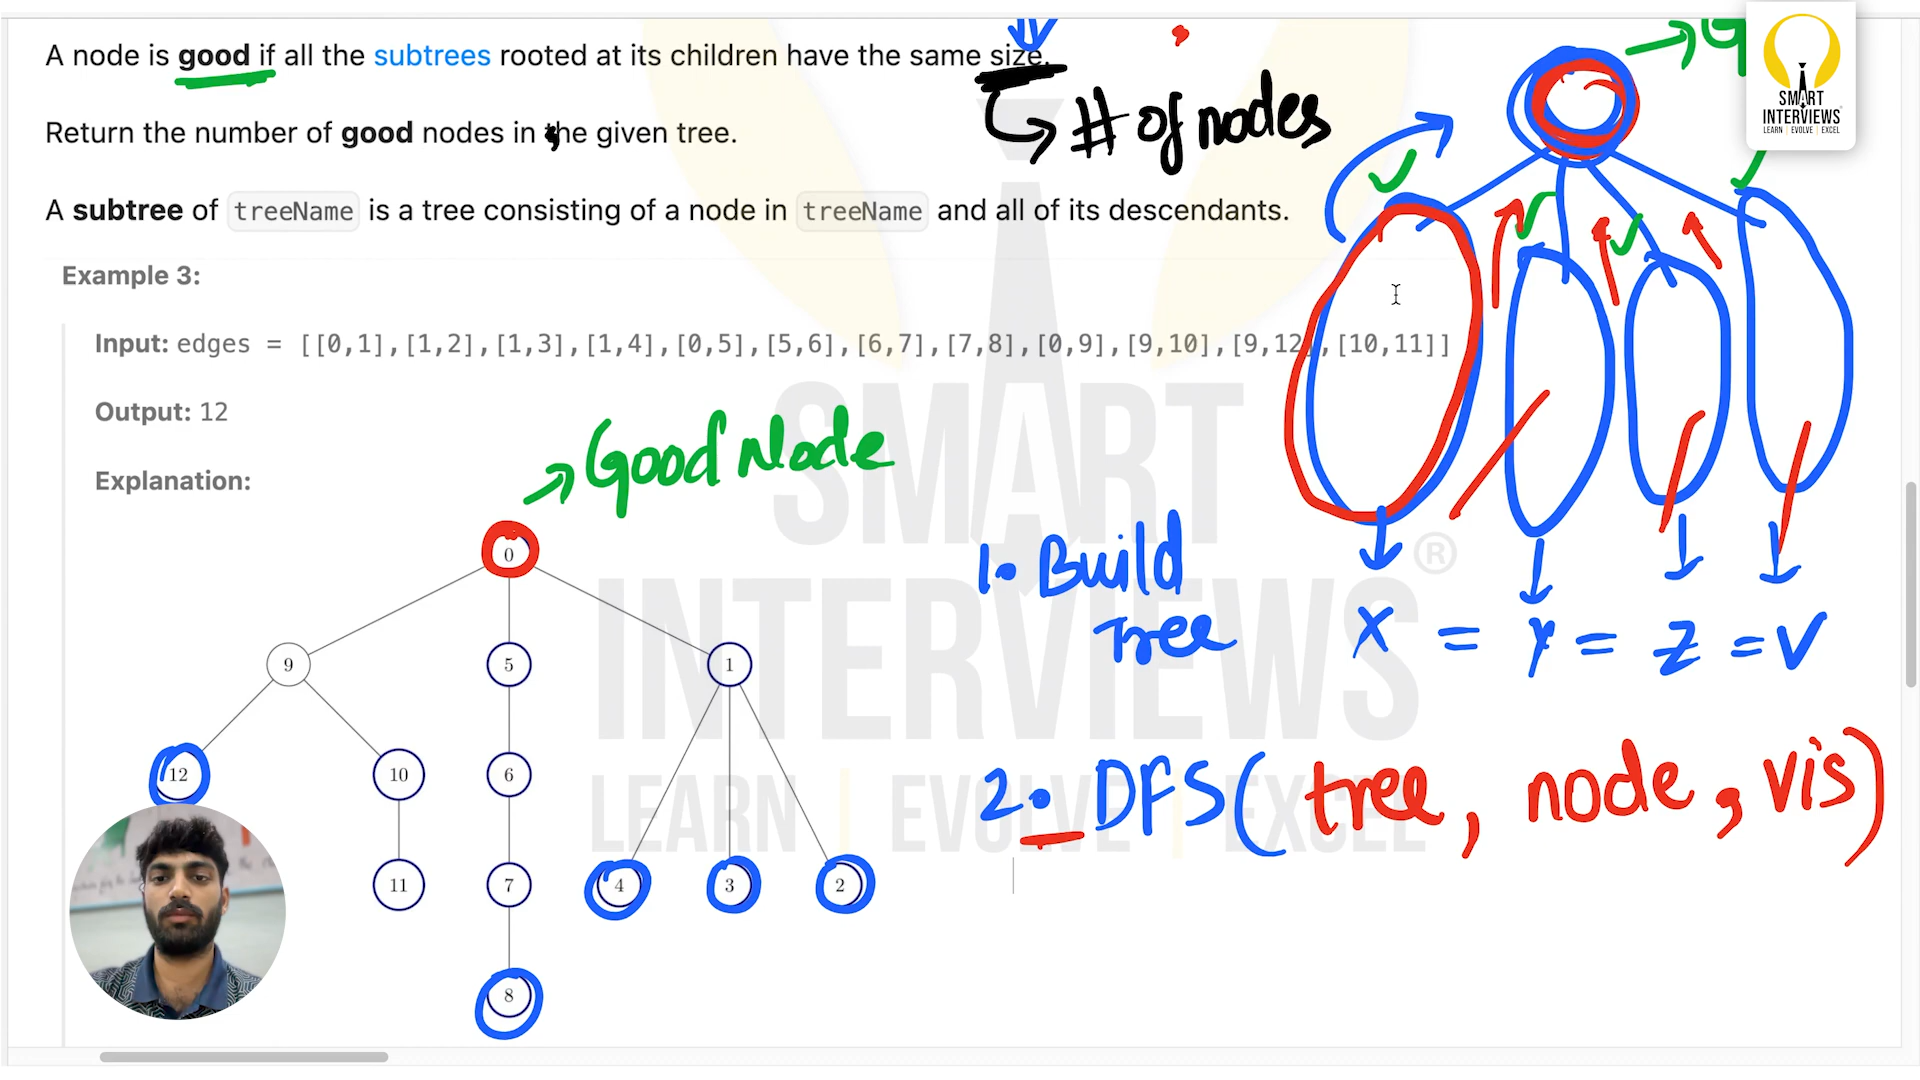 A node is good if all the subtrees rooted at its children have the same size.
# of nodes
Return the number of good nodes in the given tree.
A subtree of treeName is a tree consisting of a node in treeName and all of its descendants.
Example 3:
Input: edges = [[0,1],[1,2],[1,3],[1,4],[0,5],[5,6],[6,7],[7,8],[0,9],[9,10],[9,12],[10,11]]
Output: 12
Explanation:
Good Node
0
9 5 1
12 10 6
11 7 4 3 2
8
1. Build
Tree
X = Y = Z = V
2. DFS( tree, node, vis)
SMART
INTERVIEWS
LEARN | EVOLVE | EXCEL
SMART
INTERVIEWS®
LEARN | EVOLVE | EXCEL